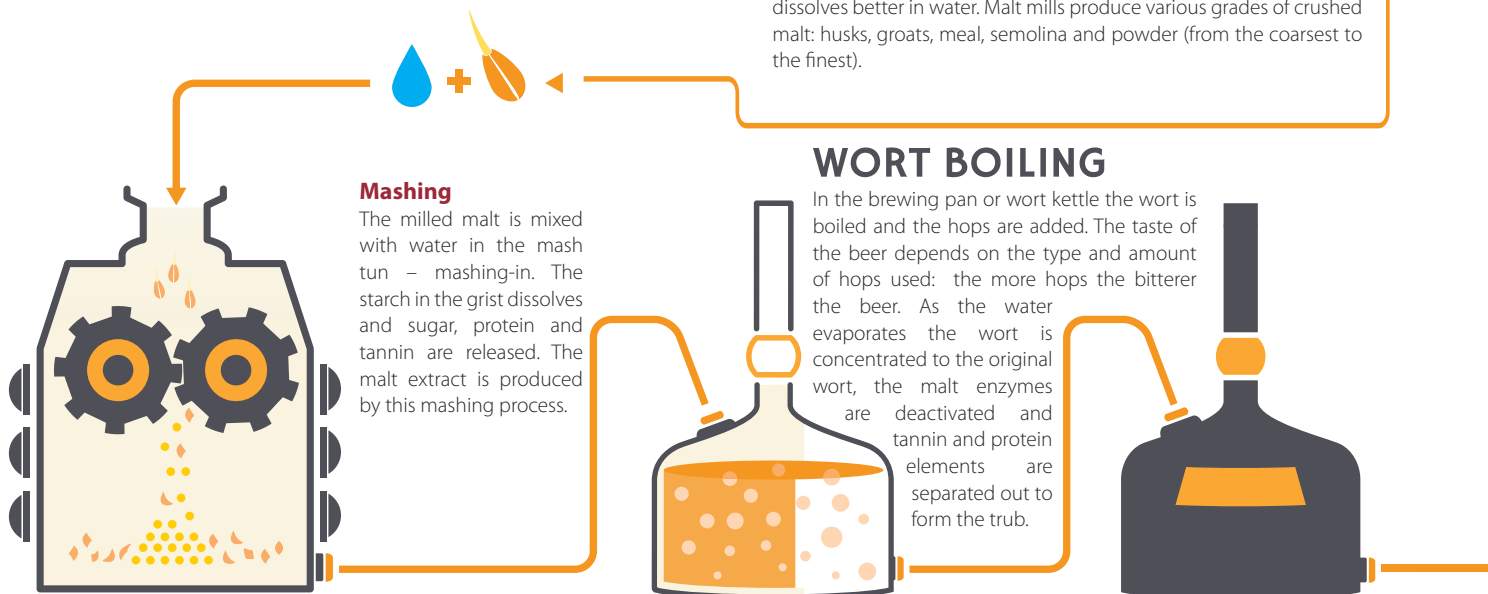 dissolves better in water. Malt mills produce various grades of crushed
malt: husks, groats, meal, semolina and powder (from the coarsest to
the finest).
Mashing
The milled malt is mixed
with water in the mash
tun – mashing-in. The
starch in the grist dissolves
and sugar, protein and
tannin are released. The
malt extract is produced
by this mashing process.
WORT BOILING
In the brewing pan or wort kettle the wort is
boiled and the hops are added. The taste of
the beer depends on the type and amount
of hops used: the more hops the bitterer
the beer. As the water
evaporates the wort is
concentrated to the original
wort, the malt enzymes
are deactivated and
tannin and protein
elements are
separated out to
form the trub.